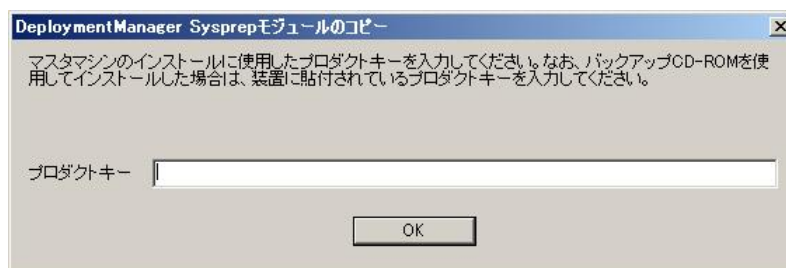 DeploymentManager Sysprepモジュールのコピー
マスタマシンのインストールに使用したプロダクトキーを入力してください。なお、バックアップCD-ROMを使
用してインストールした場合は、装置に貼付されているプロダクトキーを入力してください。
プロダクトキー
OK